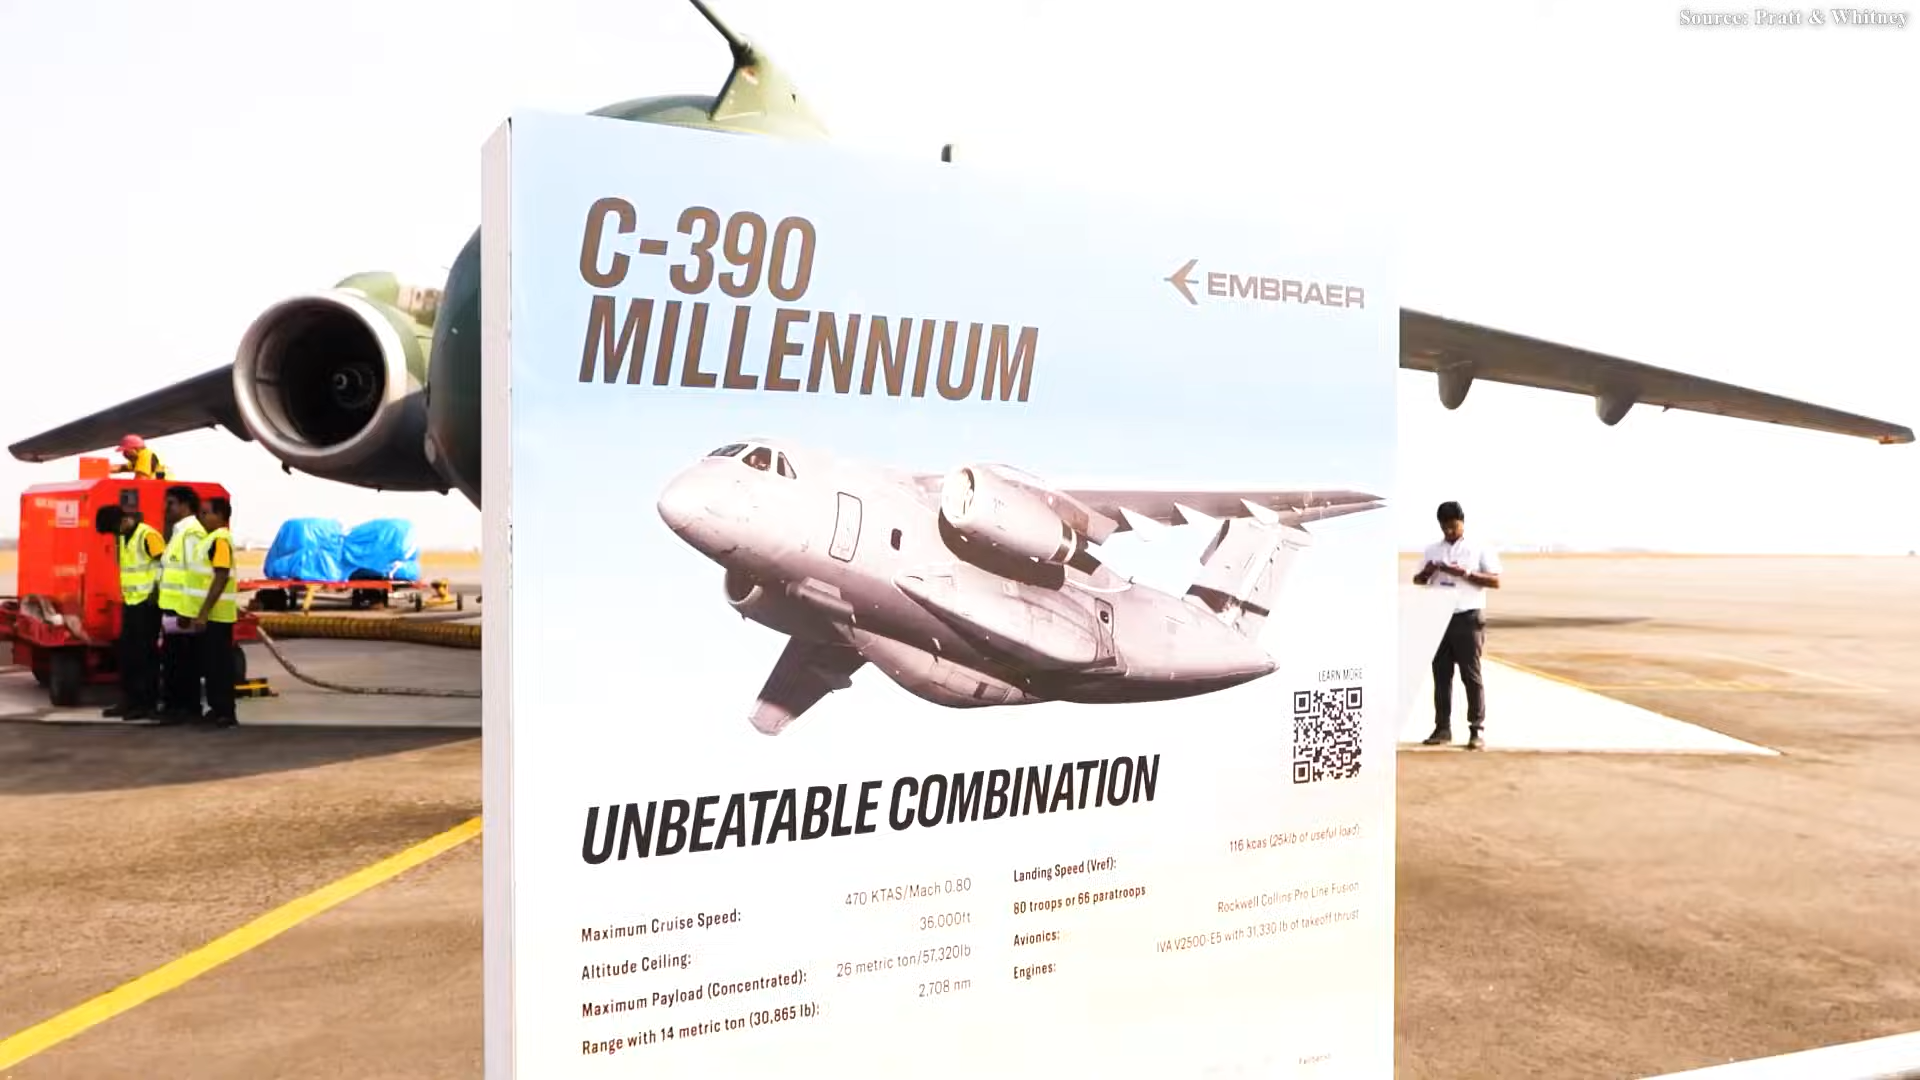 Source: Pratt & Whitney
C-390
MILLENNIUM
EMBRAER
LEARN MORE
UNBEATABLE COMBINATION
Maximum Cruise Speed: 470 KTAS/Mach 0.80
Altitude Ceiling: 36.000ft
Maximum Payload (Concentrated): 26 metric ton/57,320lb
Range with 14 metric ton (30,865 lb): 2,708 nm
Landing Speed (Vref): 116 kcas (25klb of useful load)
80 troops or 66 paratroops
Avionics: Rockwell Collins Pro Line Fusion
Engines: IVA V2500-E5 with 31,330 lb of takeoff thrust